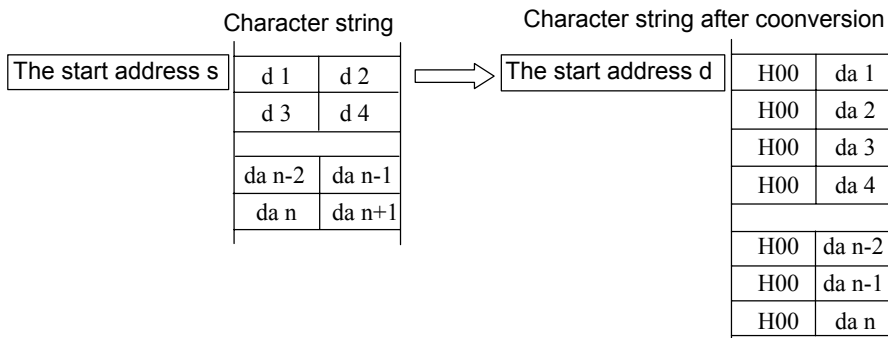 Character string
Character string after coonversion
The start address s
d 1 d 2
d 3 d 4
da n-2 da n-1
da n da n+1
The start address d
H00 da 1
H00 da 2
H00 da 3
H00 da 4
H00 da n-2
H00 da n-1
H00 da n